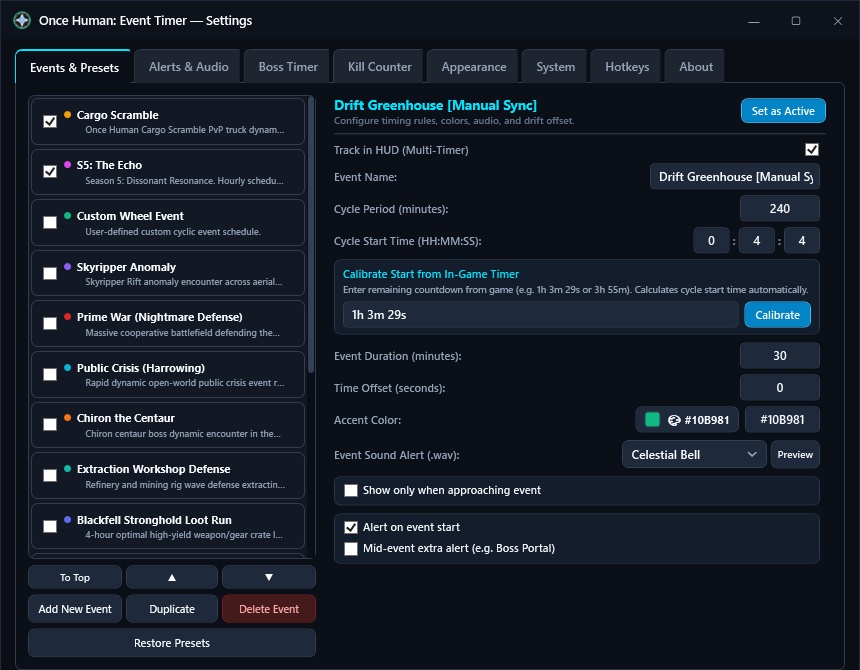 Once Human: Event Timer — Settings
Events & Presets
Alerts & Audio
Boss Timer
Kill Counter
Appearance
System
Hotkeys
About
Cargo Scramble
Once Human Cargo Scramble PvP truck dynam...
S5: The Echo
Season 5: Dissonant Resonance. Hourly schedu...
Custom Wheel Event
User-defined custom cyclic event schedule.
Skyripper Anomaly
Skyripper Rift anomaly encounter across aerial...
Prime War (Nightmare Defense)
Massive cooperative battlefield defending the...
Public Crisis (Harrowing)
Rapid dynamic open-world public crisis event r...
Chiron the Centaur
Chiron centaur boss dynamic encounter in the...
Extraction Workshop Defense
Refinery and mining rig wave defense extractin...
Blackfell Stronghold Loot Run
4-hour optimal high-yield weapon/gear crate l...
To Top
▲
▼
Add New Event
Duplicate
Delete Event
Restore Presets
Drift Greenhouse [Manual Sync]
Configure timing rules, colors, audio, and drift offset.
Set as Active
Track in HUD (Multi-Timer)
Event Name:
Drift Greenhouse [Manual Sy
Cycle Period (minutes):
240
Cycle Start Time (HH:MM:SS):
0 : 4 : 4
Calibrate Start from In-Game Timer
Enter remaining countdown from game (e.g. 1h 3m 29s or 3h 55m). Calculates cycle start time automatically.
1h 3m 29s
Calibrate
Event Duration (minutes):
30
Time Offset (seconds):
0
Accent Color:
#10B981
#10B981
Event Sound Alert (.wav):
Celestial Bell
Preview
Show only when approaching event
Alert on event start
Mid-event extra alert (e.g. Boss Portal)